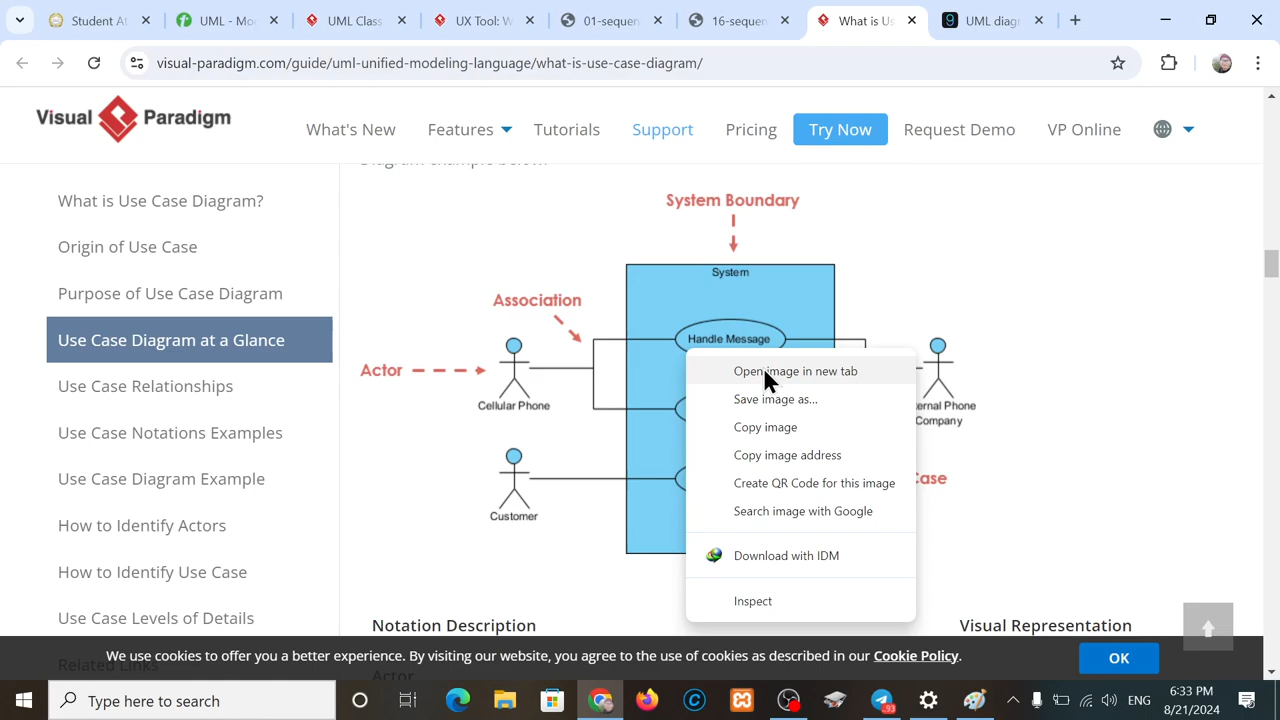 Student At
UML - Mo
UML Class
UX Tool: W
01-sequen
16-sequen
What is Us
UML diagr
visual-paradigm.com/guide/uml-unified-modeling-language/what-is-use-case-diagram/
Visual Paradigm
What's New
Features
Tutorials
Support
Pricing
Try Now
Request Demo
VP Online
Diagram example below.
What is Use Case Diagram?
Origin of Use Case
Purpose of Use Case Diagram
Use Case Diagram at a Glance
Use Case Relationships
Use Case Notations Examples
Use Case Diagram Example
How to Identify Actors
How to Identify Use Case
Use Case Levels of Details
Related Links
System Boundary
System
Association
Handle Message
Actor
Cellular Phone
ernal Phone
Company
Case
Customer
Open image in new tab
Save image as...
Copy image
Copy image address
Create QR Code for this image
Search image with Google
Download with IDM
Inspect
Notation Description
Visual Representation
Actor
We use cookies to offer you a better experience. By visiting our website, you agree to the use of cookies as described in our Cookie Policy.
OK
Type here to search
93
ENG
6:33 PM
8/21/2024